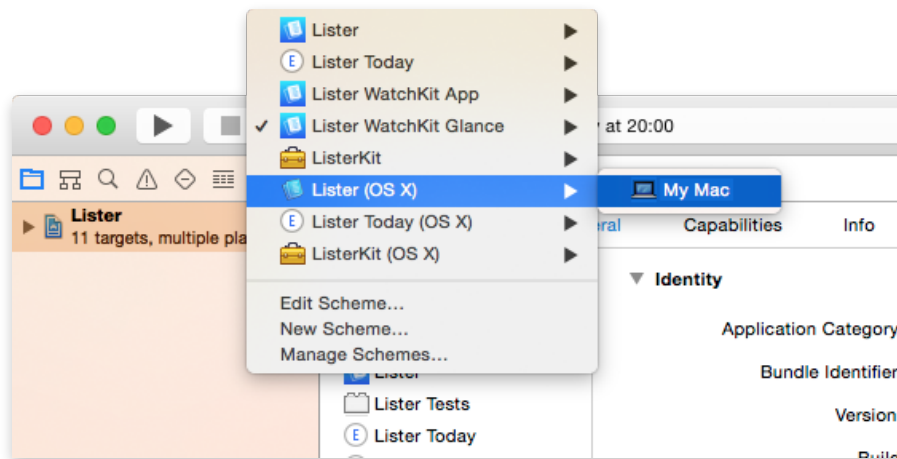 Lister
Lister Today
Lister WatchKit App
Lister WatchKit Glance
at 20:00
ListerKit
Lister (OS X)
My Mac
Lister
11 targets, multiple pla
Lister Today (OS X)
Capabilities
Info
ListerKit (OS X)
Identity
Edit Scheme...
New Scheme...
Manage Schemes...
Application Category
Lister
Bundle Identifier
Lister Tests
Version
Lister Today
Build